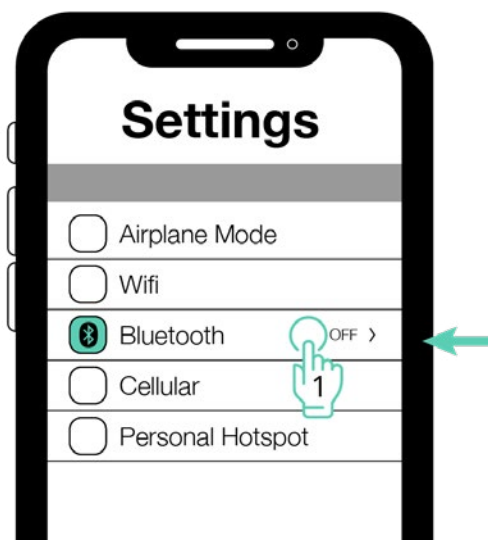 Settings
Airplane Mode
Wifi
Bluetooth OFF >
1
Cellular
Personal Hotspot